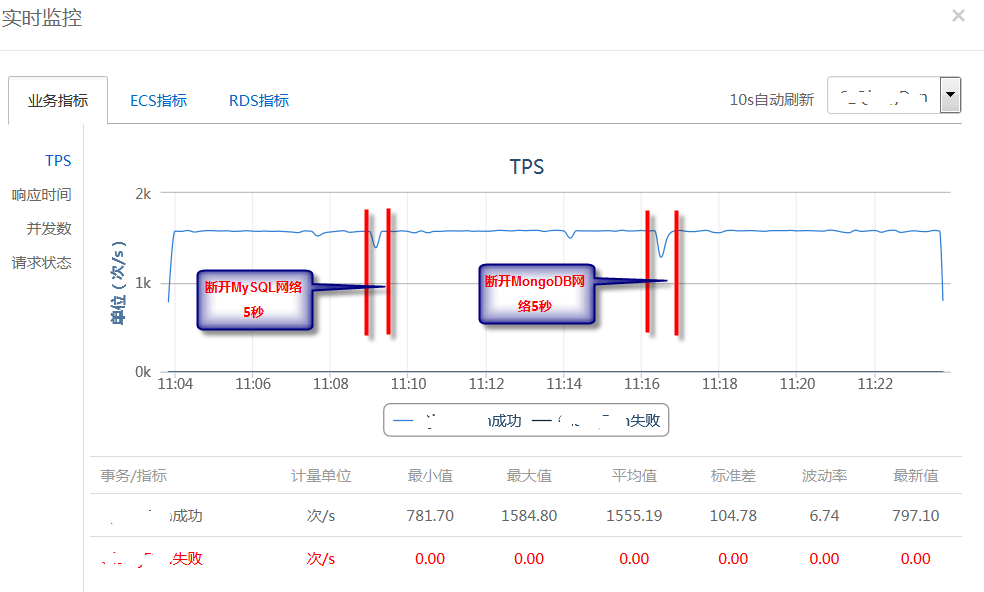 实时监控
×
业务指标 ECS指标 RDS指标 10s自动刷新
TPS
响应时间
并发数
请求状态
TPS
单位（次/s）
2k
1k
0k
断开MySQL网络
5秒
断开MongoDB网
络5秒
11:04 11:06 11:08 11:10 11:12 11:14 11:16 11:18 11:20 11:22
成功 失败
事务/指标 计量单位 最小值 最大值 平均值 标准差 波动率 最新值
成功 次/s 781.70 1584.80 1555.19 104.78 6.74 797.10
失败 次/s 0.00 0.00 0.00 0.00 0.00 0.00